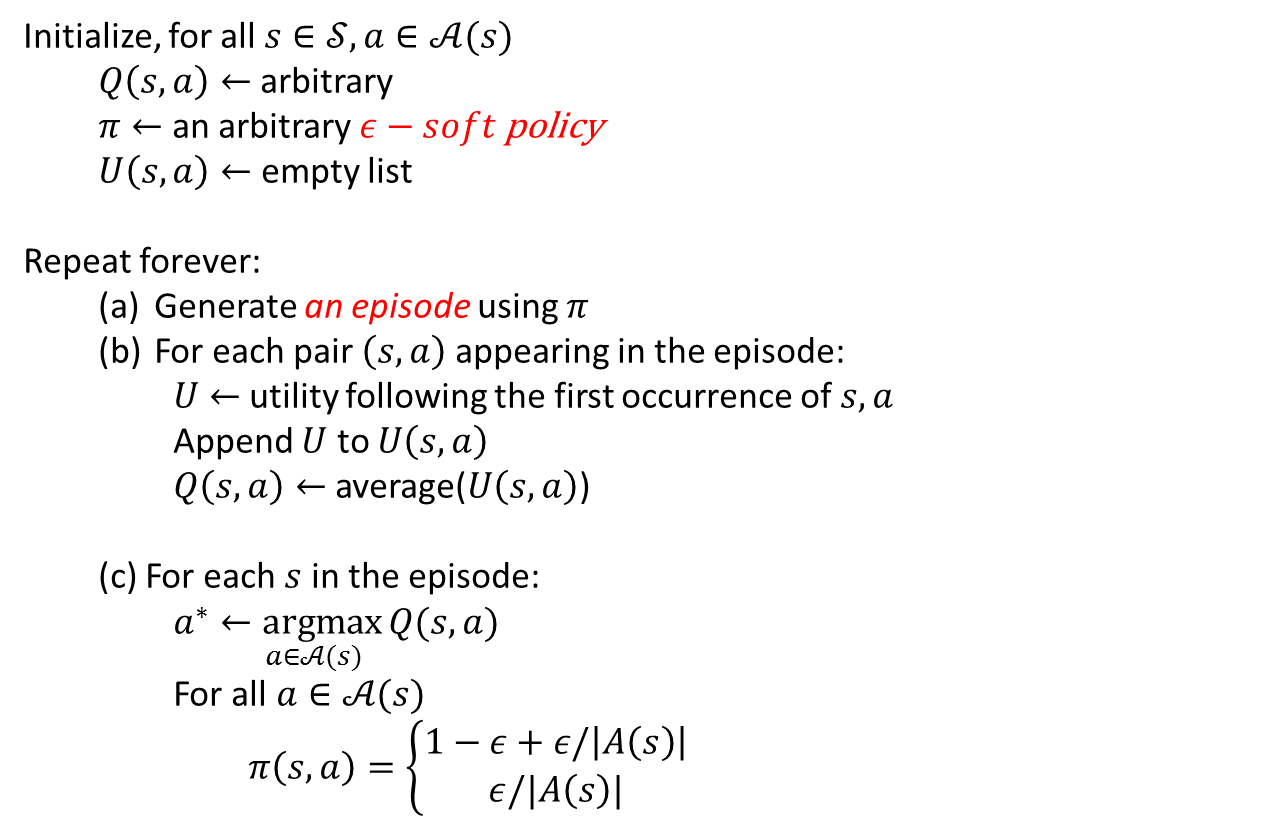 Initialize, for all s ∈ 𝒮, a ∈ 𝒜(s)
Q(s, a) ← arbitrary
π ← an arbitrary ϵ − soft policy
U(s, a) ← empty list
Repeat forever:
(a) Generate an episode using π
(b) For each pair (s, a) appearing in the episode:
U ← utility following the first occurrence of s, a
Append U to U(s, a)
Q(s, a) ← average(U(s, a))
(c) For each s in the episode:
a* ← argmax Q(s, a)
a∈𝒜(s)
For all a ∈ 𝒜(s)
π(s, a) = { 1 − ϵ + ϵ/|A(s)|
ϵ/|A(s)|